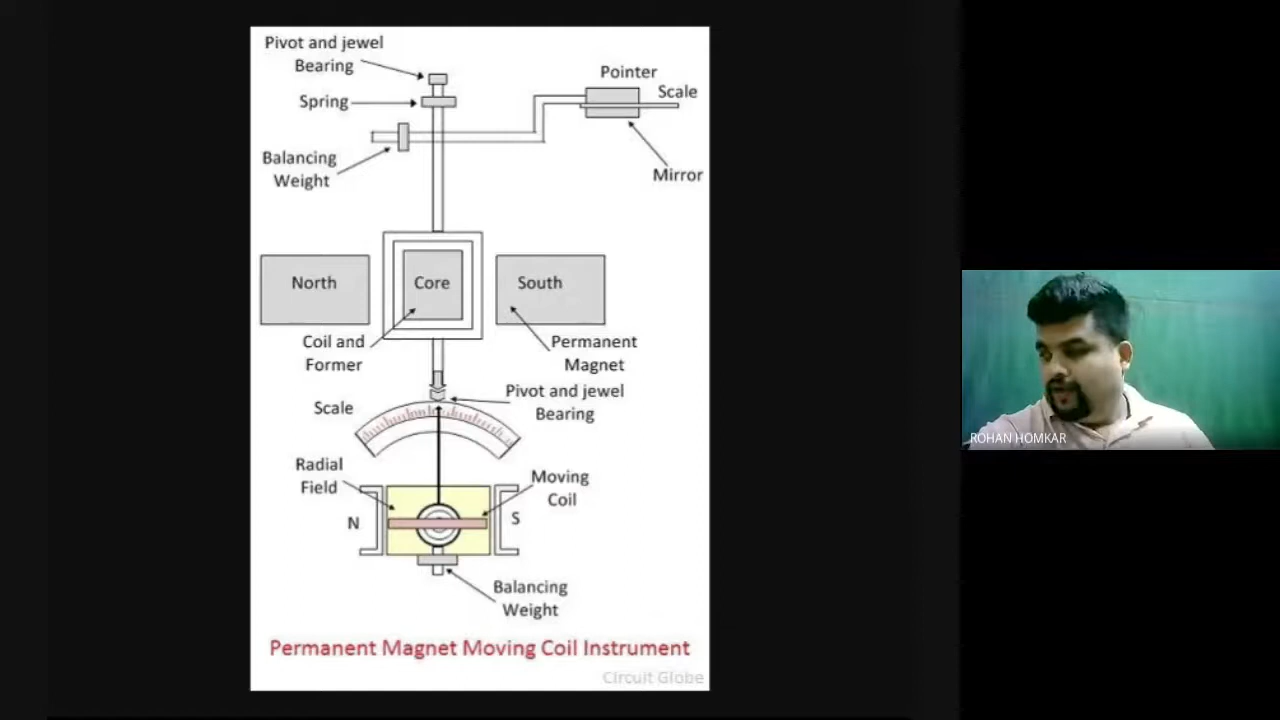 Pivot and jewel
Bearing
Spring
Pointer
Scale
Balancing
Weight
Mirror
North
Core
South
Coil and
Former
Permanent
Magnet
Pivot and jewel
Bearing
Scale
Radial
Field
Moving
Coil
N
S
Balancing
Weight
Permanent Magnet Moving Coil Instrument
Circuit Globe
ROHAN HOMKAR